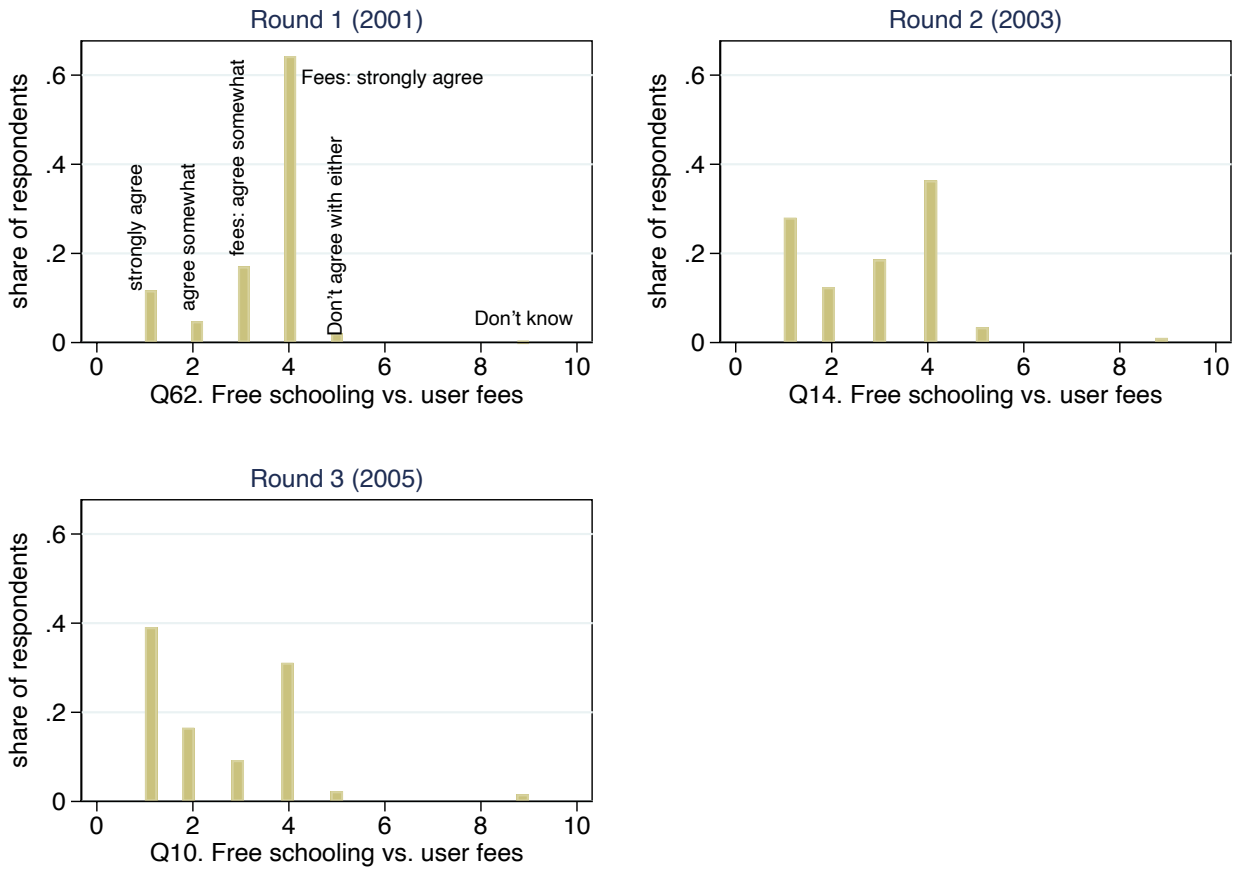 Round 1 (2001)
share of respondents
.6
.4
.2
0
strongly agree
agree somewhat
fees: agree somewhat
Fees: strongly agree
Don't agree with either
Don't know
0 2 4 6 8 10
Q62. Free schooling vs. user fees
Round 2 (2003)
share of respondents
.6
.4
.2
0
0 2 4 6 8 10
Q14. Free schooling vs. user fees
Round 3 (2005)
share of respondents
.6
.4
.2
0
0 2 4 6 8 10
Q10. Free schooling vs. user fees